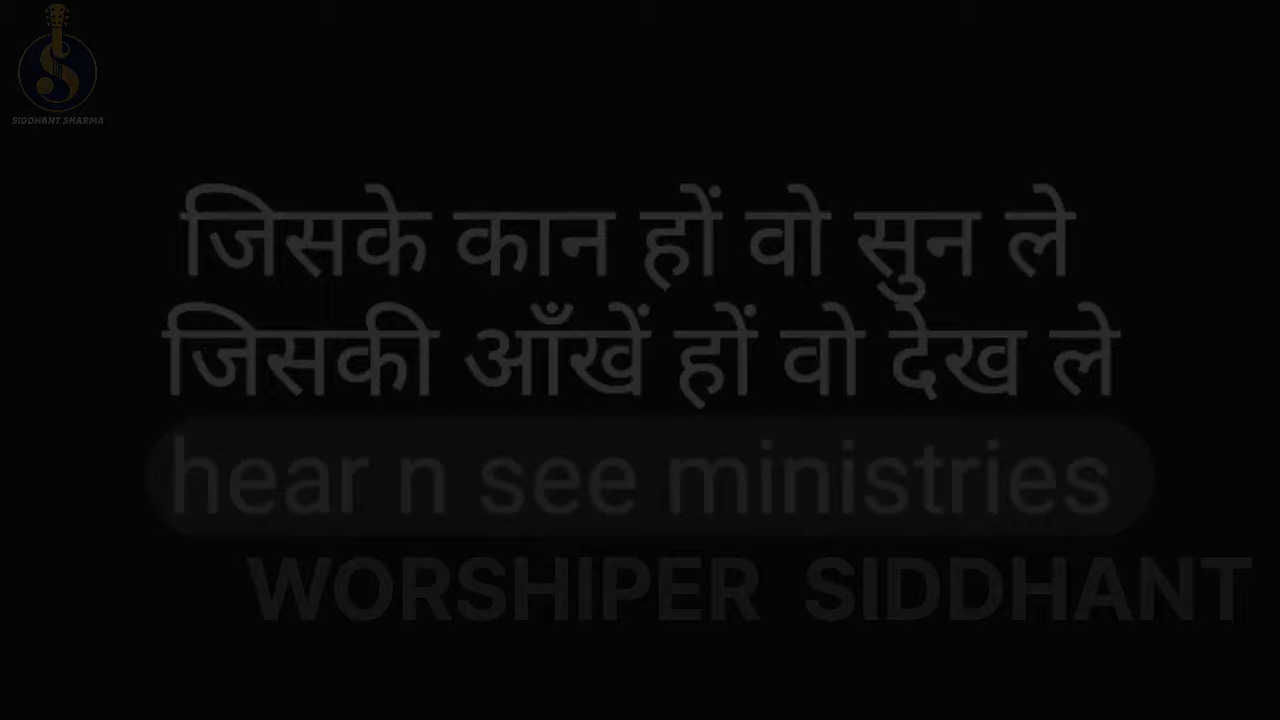 SIDDHANT SHARMA
जिसके कान हों वो सुन ले
जिसकी आँखें हों वो देख ले
hear n see ministries
WORSHIPER SIDDHANT